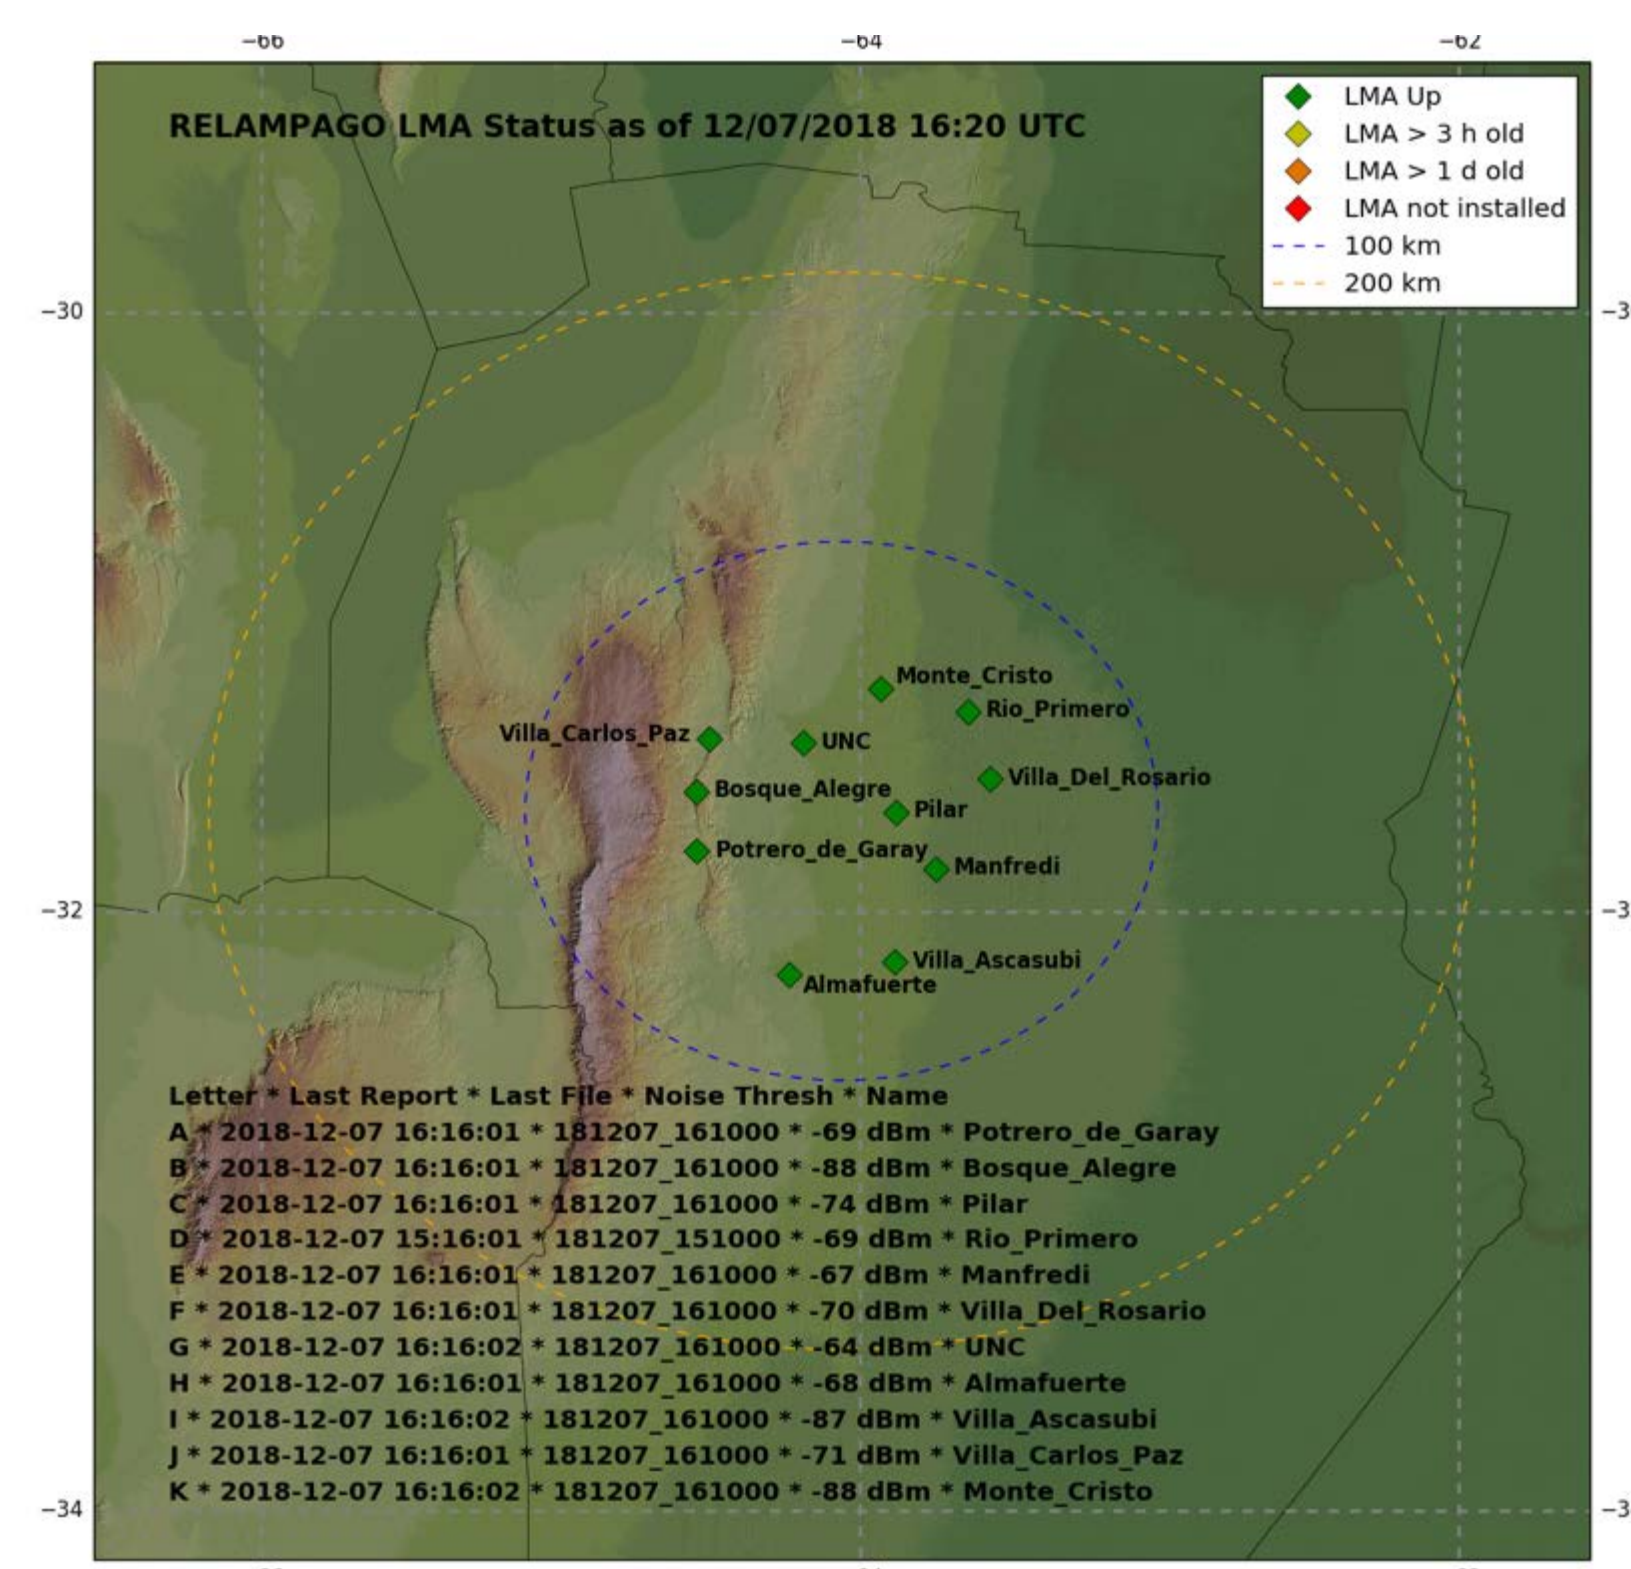 −66 −64 −62
RELAMPAGO LMA Status as of 12/07/2018 16:20 UTC
LMA Up
LMA > 3 h old
LMA > 1 d old
LMA not installed
100 km
200 km
−30 −3
Monte_Cristo
Rio_Primero
Villa_Carlos_Paz
UNC
Villa_Del_Rosario
Bosque_Alegre
Pilar
Potrero_de_Garay
Manfredi
−32 −3
Villa_Ascasubi
Almafuerte
Letter * Last Report * Last File * Noise Thresh * Name
A * 2018-12-07 16:16:01 * 181207_161000 * -69 dBm * Potrero_de_Garay
B * 2018-12-07 16:16:01 * 181207_161000 * -88 dBm * Bosque_Alegre
C * 2018-12-07 16:16:01 * 181207_161000 * -74 dBm * Pilar
D * 2018-12-07 15:16:01 * 181207_151000 * -69 dBm * Rio_Primero
E * 2018-12-07 16:16:01 * 181207_161000 * -67 dBm * Manfredi
F * 2018-12-07 16:16:01 * 181207_161000 * -70 dBm * Villa_Del_Rosario
G * 2018-12-07 16:16:02 * 181207_161000 * -64 dBm * UNC
H * 2018-12-07 16:16:01 * 181207_161000 * -68 dBm * Almafuerte
I * 2018-12-07 16:16:02 * 181207_161000 * -87 dBm * Villa_Ascasubi
J * 2018-12-07 16:16:01 * 181207_161000 * -71 dBm * Villa_Carlos_Paz
K * 2018-12-07 16:16:02 * 181207_161000 * -88 dBm * Monte_Cristo
−34 −3